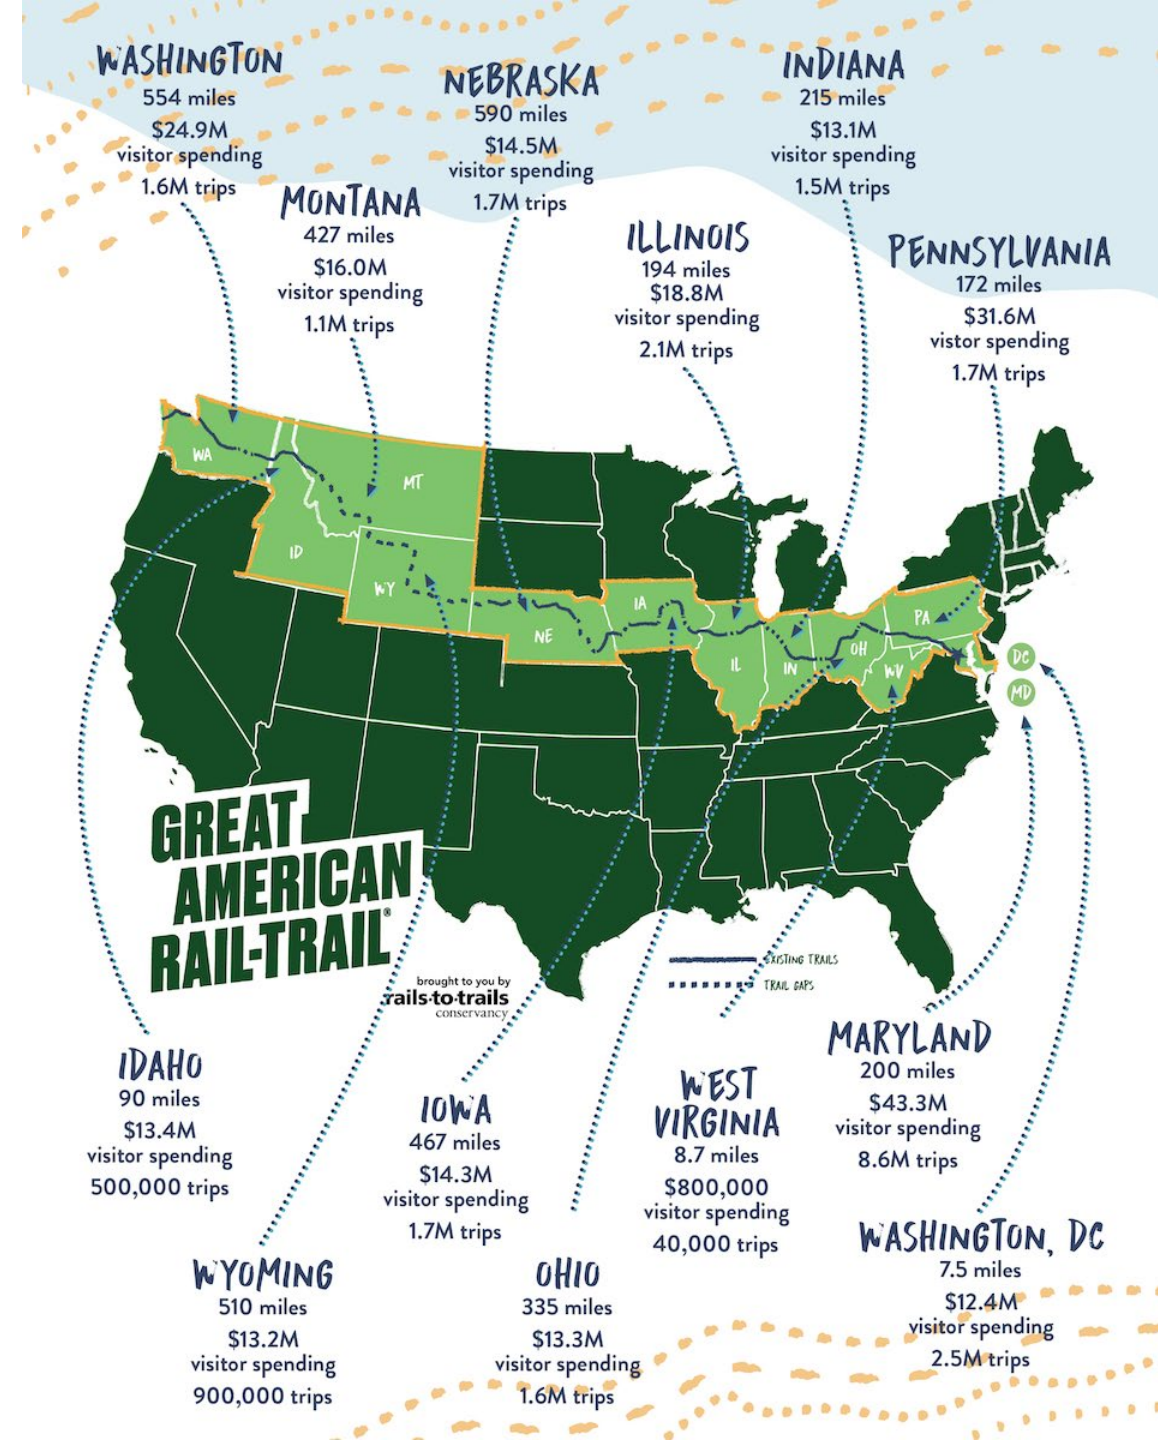 WASHINGTON
554 miles
$24.9M
visitor spending
1.6M trips
NEBRASKA
590 miles
$14.5M
visitor spending
1.7M trips
INDIANA
215 miles
$13.1M
visitor spending
1.5M trips
MONTANA
427 miles
$16.0M
visitor spending
1.1M trips
ILLINOIS
194 miles
$18.8M
visitor spending
2.1M trips
PENNSYLVANIA
172 miles
$31.6M
vistor spending
1.7M trips
WA
MT
ID
WY
NE
IA
IL
IN
OH
PA
WV
DC
MD
GREAT
AMERICAN
RAIL-TRAIL®
brought to you by
rails-to-trails
conservancy
EXISTING TRAILS
TRAIL GAPS
IDAHO
90 miles
$13.4M
visitor spending
500,000 trips
IOWA
467 miles
$14.3M
visitor spending
1.7M trips
WEST
VIRGINIA
8.7 miles
$800,000
visitor spending
40,000 trips
MARYLAND
200 miles
$43.3M
visitor spending
8.6M trips
WYOMING
510 miles
$13.2M
visitor spending
900,000 trips
OHIO
335 miles
$13.3M
visitor spending
1.6M trips
WASHINGTON, DC
7.5 miles
$12.4M
visitor spending
2.5M trips